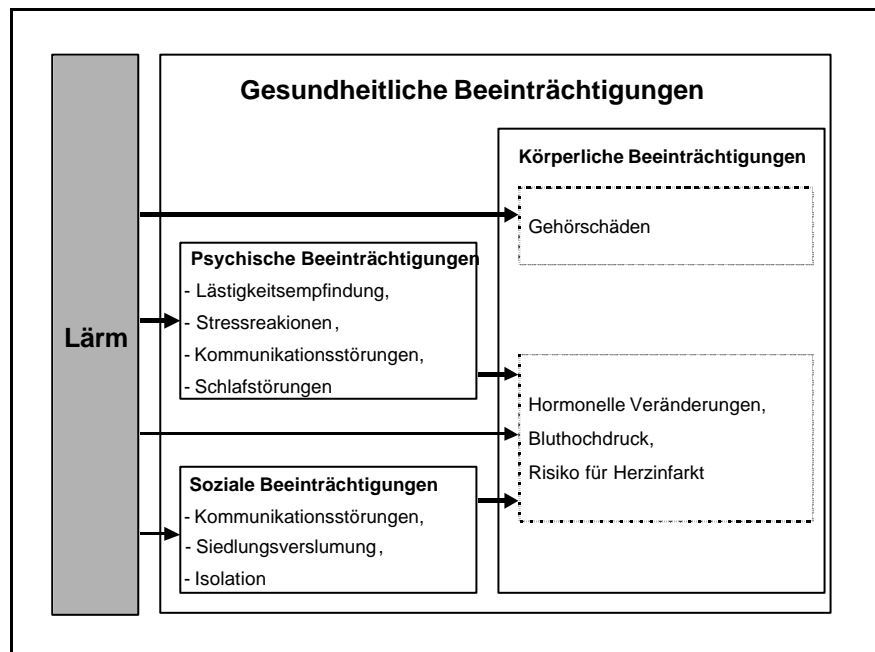 Gesundheitliche Beeinträchtigungen
Körperliche Beeinträchtigungen
Gehörschäden
Psychische Beeinträchtigungen
- Lästigkeitsempfindung,
- Stressreakionen ,
- Kommunikationsstörungen,
- Schlafstörungen
Lärm
Hormonelle Veränderungen,
Bluthochdruck,
Risiko für Herzinfarkt
Soziale Beeinträchtigungen
- Kommunikationsstörungen,
- Siedlungsverslumung ,
- Isolation